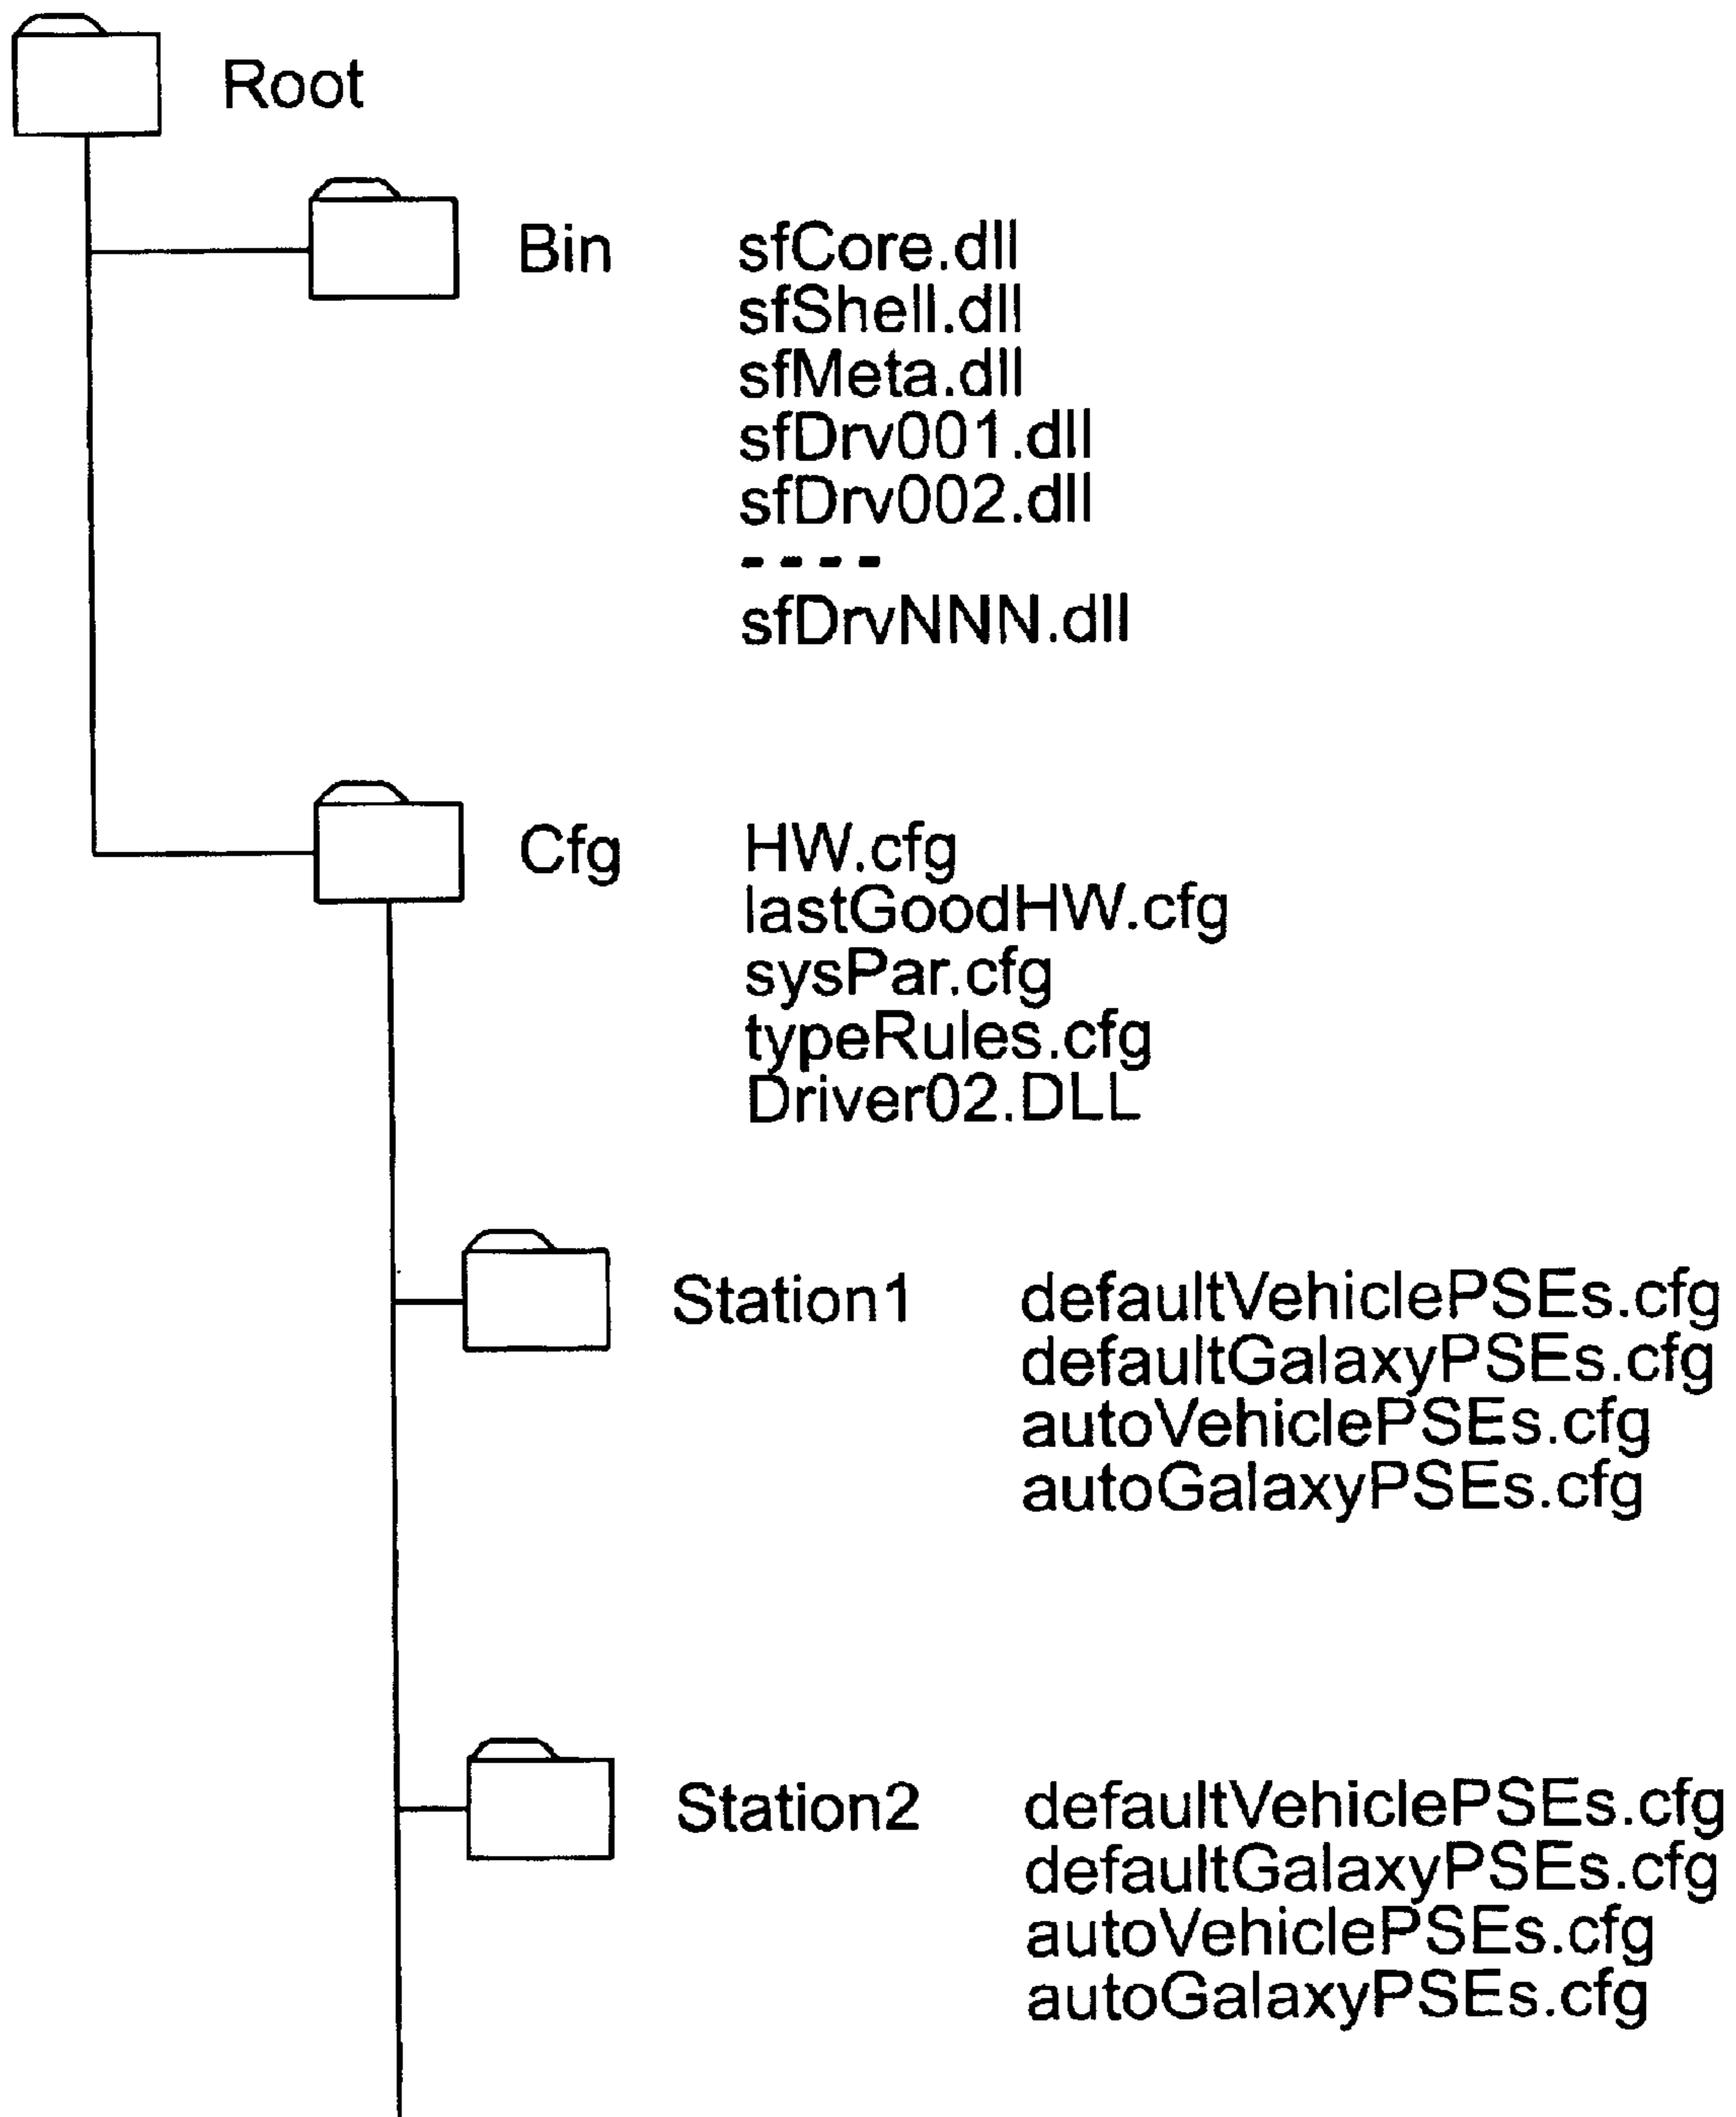 Root
Bin
sfCore.dll
sfShell.dll
sfMeta.dll
sfDrv001.dll
sfDrv002.dll
----
sfDrvNNN.dll
Cfg
HW.cfg
lastGoodHW.cfg
sysPar.cfg
typeRules.cfg
Driver02.DLL
Station1
defaultVehiclePSEs.cfg
defaultGalaxyPSEs.cfg
autoVehiclePSEs.cfg
autoGalaxyPSEs.cfg
Station2
defaultVehiclePSEs.cfg
defaultGalaxyPSEs.cfg
autoVehiclePSEs.cfg
autoGalaxyPSEs.cfg